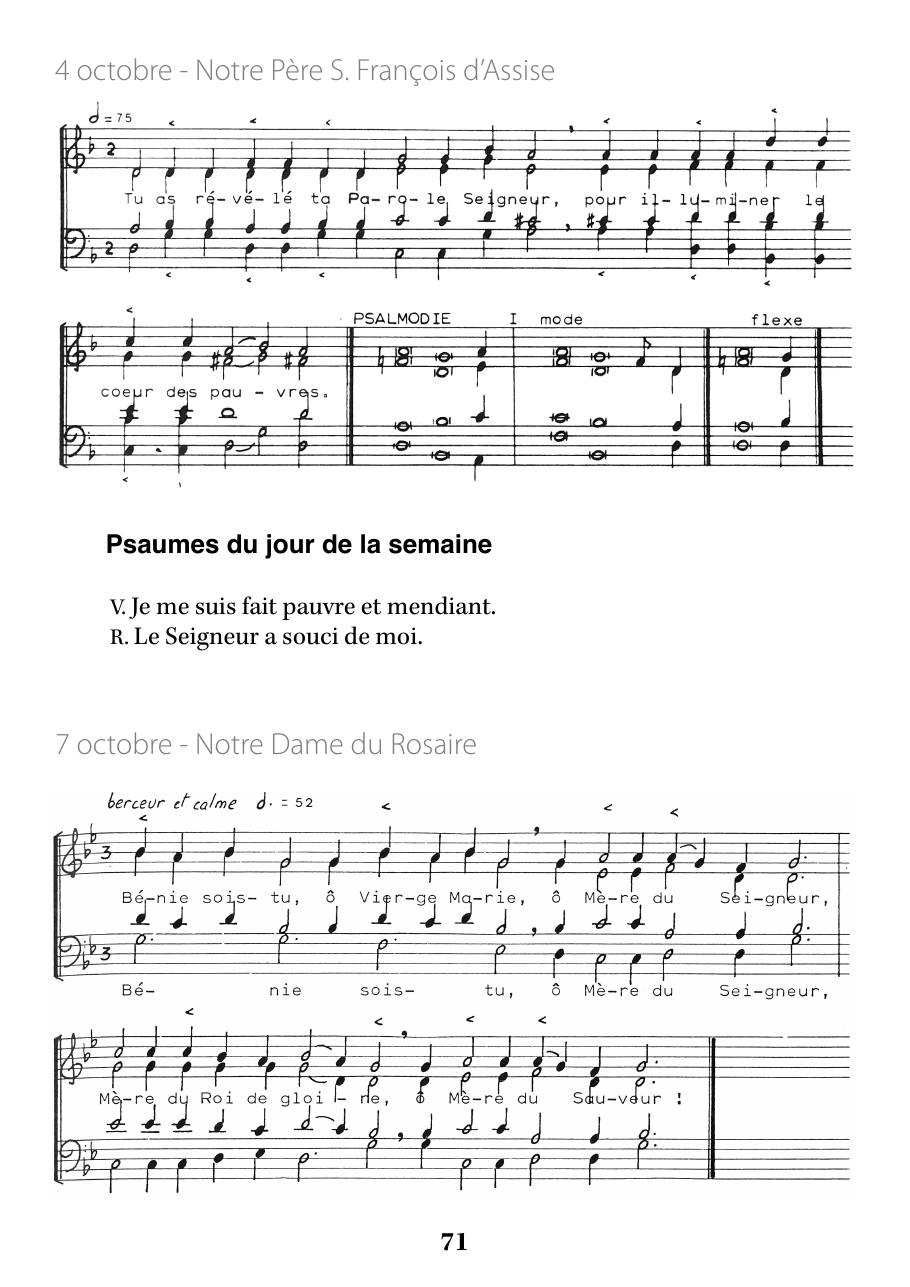 4 octobre - Notre Père S. François d'Assise
= 75
2
Tu as ré-vé-lé ta Pa-ro-le Seigneur, pour il-lu-mi-ner le
2
PSALMODIE I mode flexe
coeur des pau - vres.
Psaumes du jour de la semaine
V. Je me suis fait pauvre et mendiant.
R. Le Seigneur a souci de moi.
7 octobre - Notre Dame du Rosaire
berceur et calme = 52
3
Bé-nie sois- tu, ô Vier-ge Ma-rie, ô Mè-re du Sei-gneur,
3
Bé- nie sois- tu, ô Mè-re du Sei-gneur,
Mè-re du Roi de gloi - re, ô Mè-re du Sau-veur !
71